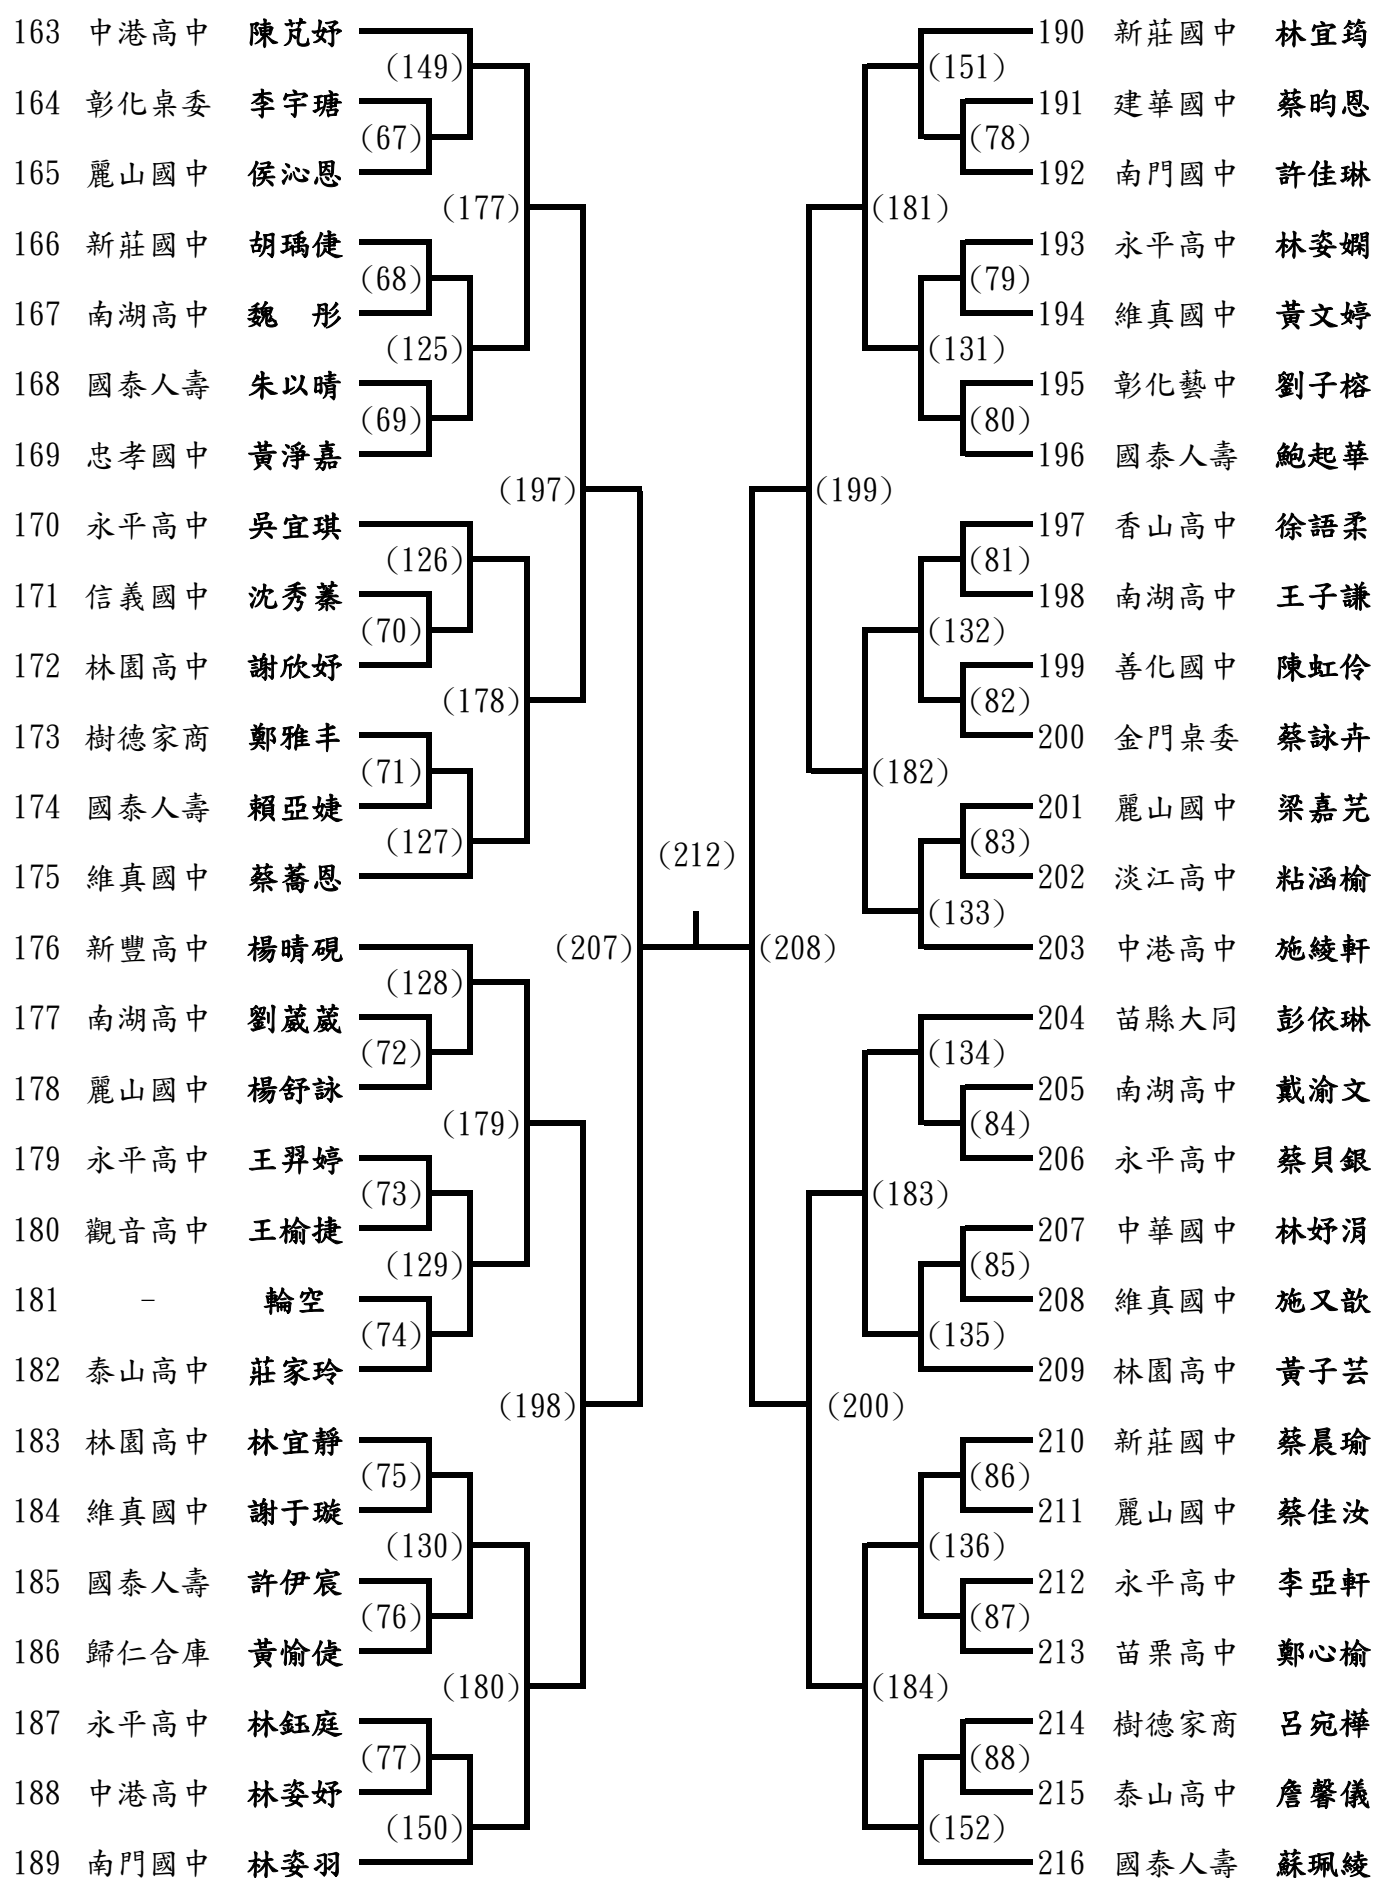 163 中港高中 陳芃妤
(149)
164 彰化桌委 李宇瑭
(67)
165 麗山國中 侯沁恩
(177)
166 新莊國中 胡瑀倢
(68)
167 南湖高中 魏 彤
(125)
168 國泰人壽 朱以晴
(69)
169 忠孝國中 黃淨嘉
(197)
170 永平高中 吳宜琪
(126)
171 信義國中 沈秀蓁
(70)
172 林園高中 謝欣妤
(178)
173 樹德家商 鄭雅丰
(71)
174 國泰人壽 賴亞婕
(127)
175 維真國中 蔡蕎恩
(207)
176 新豐高中 楊晴硯
(128)
177 南湖高中 劉葳葳
(72)
178 麗山國中 楊舒詠
(179)
179 永平高中 王羿婷
(73)
180 觀音高中 王榆捷
(129)
181 - 輪空
(74)
182 泰山高中 莊家玲
(198)
183 林園高中 林宜靜
(75)
184 維真國中 謝于璇
(130)
185 國泰人壽 許伊宸
(76)
186 歸仁合庫 黃愉倢
(180)
187 永平高中 林鈺庭
(77)
188 中港高中 林姿妤
(150)
189 南門國中 林姿羽
(212)
190 新莊國中 林宜筠
(151)
191 建華國中 蔡昀恩
(78)
192 南門國中 許佳琳
(181)
193 永平高中 林姿嫻
(79)
194 維真國中 黃文婷
(131)
195 彰化藝中 劉子榕
(80)
196 國泰人壽 鮑起華
(199)
197 香山高中 徐語柔
(81)
198 南湖高中 王子謙
(132)
199 善化國中 陳虹伶
(82)
200 金門桌委 蔡詠卉
(182)
201 麗山國中 梁嘉芫
(83)
202 淡江高中 粘涵榆
(133)
203 中港高中 施綾軒
(208)
204 苗縣大同 彭依琳
(134)
205 南湖高中 戴渝文
(84)
206 永平高中 蔡貝銀
(183)
207 中華國中 林妤涓
(85)
208 維真國中 施又歆
(135)
209 林園高中 黃子芸
(200)
210 新莊國中 蔡晨瑜
(86)
211 麗山國中 蔡佳汝
(136)
212 永平高中 李亞軒
(87)
213 苗栗高中 鄭心榆
(184)
214 樹德家商 呂宛樺
(88)
215 泰山高中 詹馨儀
(152)
216 國泰人壽 蘇珮綾